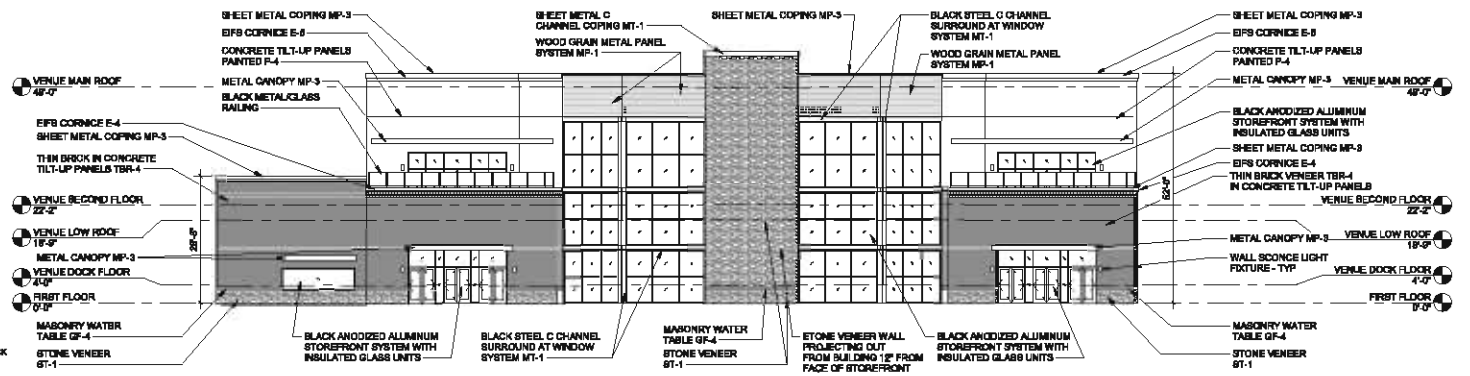 SHEET METAL COPING MP-3
EIFS CORNICE E-6
CONCRETE TILT-UP PANELS
PAINTED P-4
VENUE MAIN ROOF
METAL CANOPY MP-3
BLACK METAL/GLASS
RAILING
EIFS CORNICE E-4
SHEET METAL COPING MP-3
THIN BRICK IN CONCRETE
TILT-UP PANELS TBR-4
VENUE SECOND FLOOR
22'-2"
VENUE LOW ROOF
METAL CANOPY MP-3
VENUE DOCK FLOOR
4'-0"
FIRST FLOOR
0'-0"
MASONRY WATER
TABLE GF-4
STONE VENEER
ST-1
SHEET METAL C
CHANNEL COPING MT-1
WOOD GRAIN METAL PANEL
SYSTEM MP-1
SHEET METAL COPING MP-3
BLACK STEEL C CHANNEL
SURROUND AT WINDOW
SYSTEM MT-1
WOOD GRAIN METAL PANEL
SYSTEM MP-1
BLACK ANODIZED ALUMINUM
STOREFRONT SYSTEM WITH
INSULATED GLASS UNITS
BLACK STEEL C CHANNEL
SURROUND AT WINDOW
SYSTEM MT-1
MASONRY WATER
TABLE GF-4
STONE VENEER
ST-1
STONE VENEER WALL
PROJECTING OUT
FROM BUILDING 12" FROM
FACE OF STOREFRONT
BLACK ANODIZED ALUMINUM
STOREFRONT SYSTEM WITH
INSULATED GLASS UNITS
SHEET METAL COPING MP-3
EIFS CORNICE E-6
CONCRETE TILT-UP PANELS
PAINTED P-4
METAL CANOPY MP-3
VENUE MAIN ROOF
BLACK ANODIZED ALUMINUM
STOREFRONT SYSTEM WITH
INSULATED GLASS UNITS
SHEET METAL COPING MP-3
EIFS CORNICE E-4
THIN BRICK VENEER TBR-4
IN CONCRETE TILT-UP PANELS
VENUE SECOND FLOOR
22'-2"
METAL CANOPY MP-3
VENUE LOW ROOF
WALL SCONCE LIGHT
FIXTURE - TYP
VENUE DOCK FLOOR
4'-0"
FIRST FLOOR
0'-0"
MASONRY WATER
TABLE GF-4
STONE VENEER
ST-1